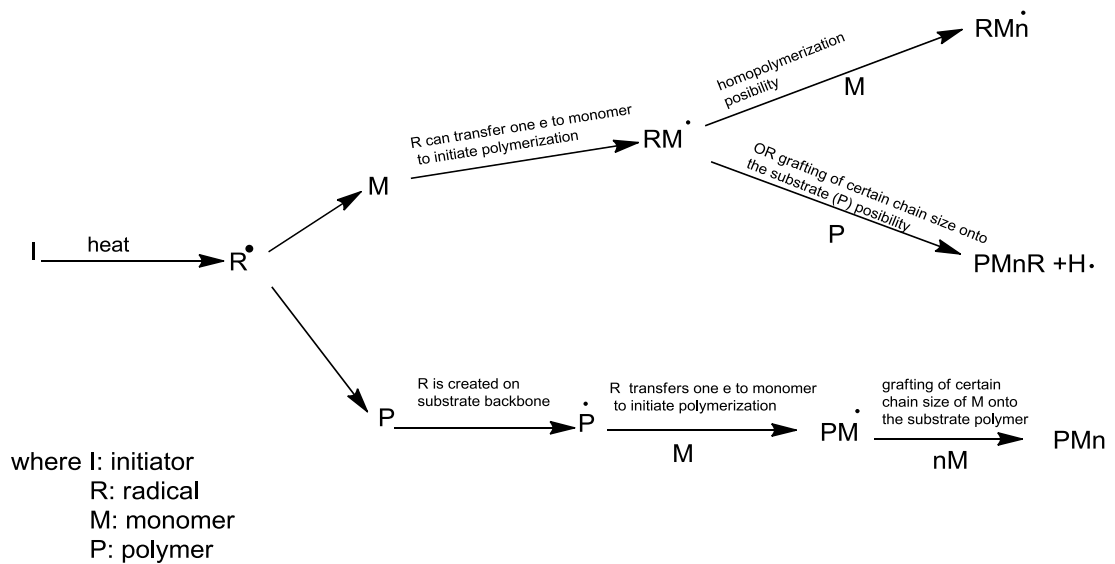 I
heat
R•
M
R can transfer one e to monomer
to initiate polymerization
RM·
homopolymerization
posibility
M
RMn·
OR grafting of certain chain size onto
the substrate (P) posibility
P
PMnR +H·
P
R is created on
substrate backbone
P·
R transfers one e to monomer
to initiate polymerization
M
PM·
grafting of certain
chain size of M onto
the substrate polymer
nM
PMn
where I: initiator
R: radical
M: monomer
P: polymer